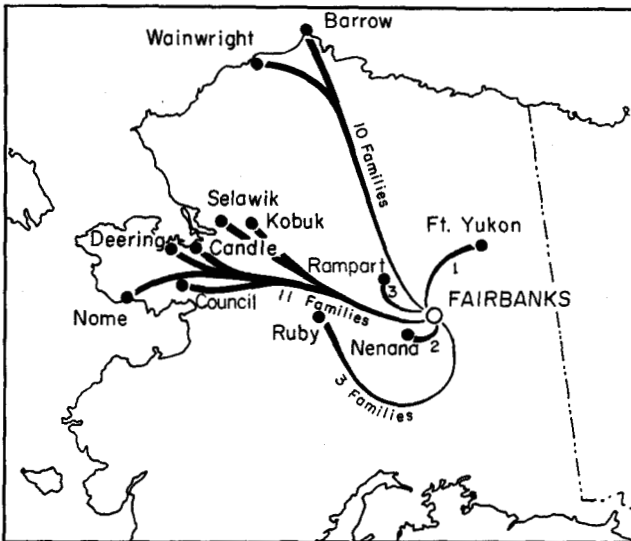 Barrow
Wainwright
10 Families
Selawik
Kobuk
Ft. Yukon
Deering
Candle
Rampart
1
3
FAIRBANKS
Council
11 Families
Nome
Ruby
Nenana
2
3 Families